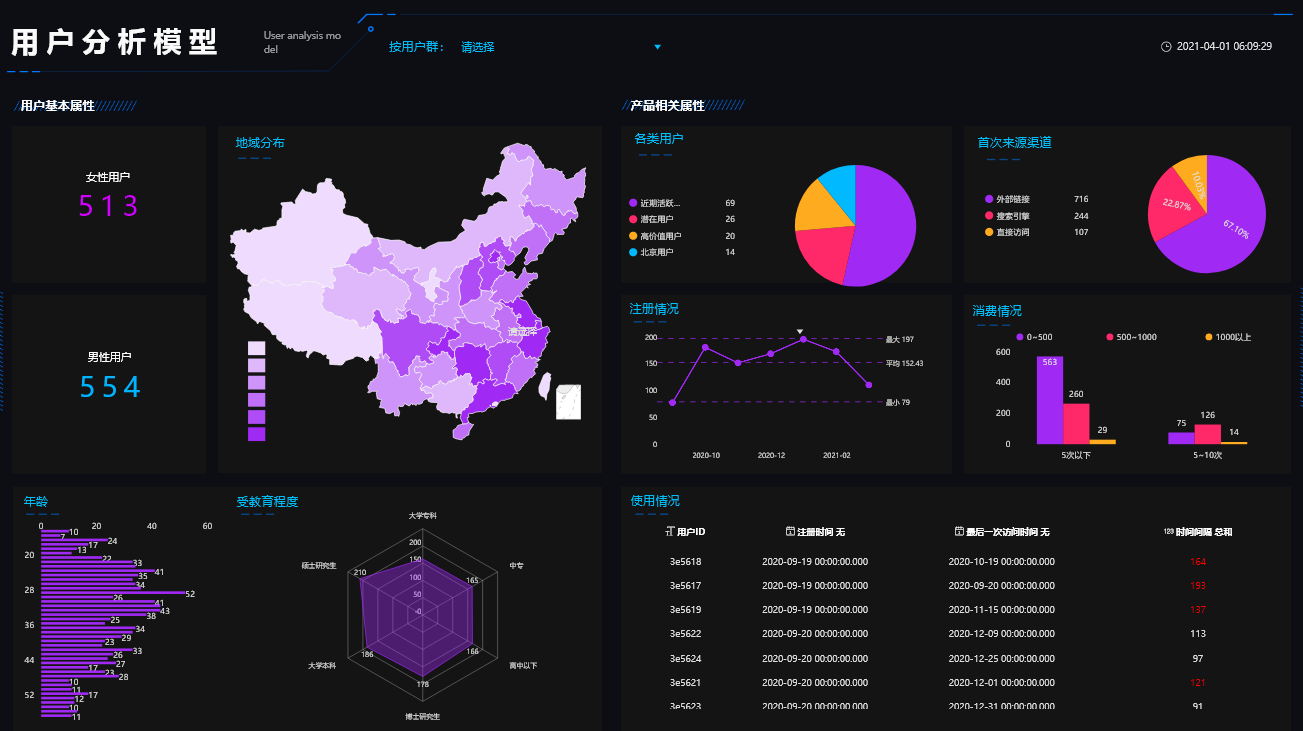 用户分析模型
User analysis mo
del
按用户群:
请选择
2021-04-01 06:09:29
用户基本属性
产品相关属性
女性用户
513
男性用户
554
地域分布
请选择
各类用户
近期活跃... 69
潜在用户 26
高价值用户 20
北京用户 14
首次来源渠道
外部链接 716
搜索引擎 244
直接访问 107
67.10%
22.87%
10.03%
注册情况
200
150
100
50
0
最大 197
平均 152.43
最小 79
2020-10
2020-12
2021-02
消费情况
0~500
500~1000
1000以上
600
400
200
0
563
260
29
75
126
14
5次以下
5~10次
年龄
0
20
40
60
20
28
36
44
52
10
7
24
17
13
22
33
41
35
34
52
26
41
43
38
25
34
29
23
33
26
27
17
23
28
10
11
17
12
10
11
受教育程度
大学专科
中专
高中以下
博士研究生
大学本科
硕士研究生
200
150
100
50
0
210
165
186
166
178
使用情况
用户ID 注册时间 无 最后一次访问时间 无 123 时间间隔 总和
3e5618 2020-09-19 00:00:00.000 2020-10-19 00:00:00.000 164
3e5617 2020-09-19 00:00:00.000 2020-09-20 00:00:00.000 193
3e5619 2020-09-19 00:00:00.000 2020-11-15 00:00:00.000 137
3e5622 2020-09-20 00:00:00.000 2020-12-09 00:00:00.000 113
3e5624 2020-09-20 00:00:00.000 2020-12-25 00:00:00.000 97
3e5621 2020-09-20 00:00:00.000 2020-12-01 00:00:00.000 121
3e5623 2020-09-20 00:00:00.000 2020-12-31 00:00:00.000 91